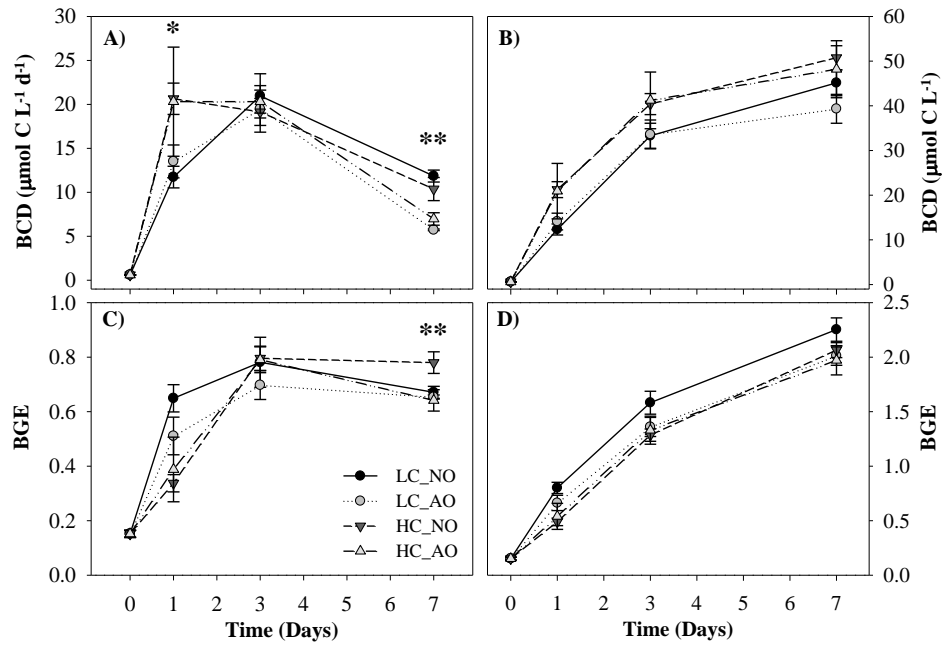 A)
*
**
BCD (µmol C L⁻¹ d⁻¹)
30
25
20
15
10
5
0
B)
60
50
40
30
20
10
0
BCD (µmol C L⁻¹)
C)
**
BGE
1.0
0.8
0.6
0.4
0.2
0.0
LC_NO
LC_AO
HC_NO
HC_AO
0 1 2 3 4 5 6 7
Time (Days)
D)
2.5
2.0
1.5
1.0
0.5
0.0
BGE
0 1 2 3 4 5 6 7
Time (Days)